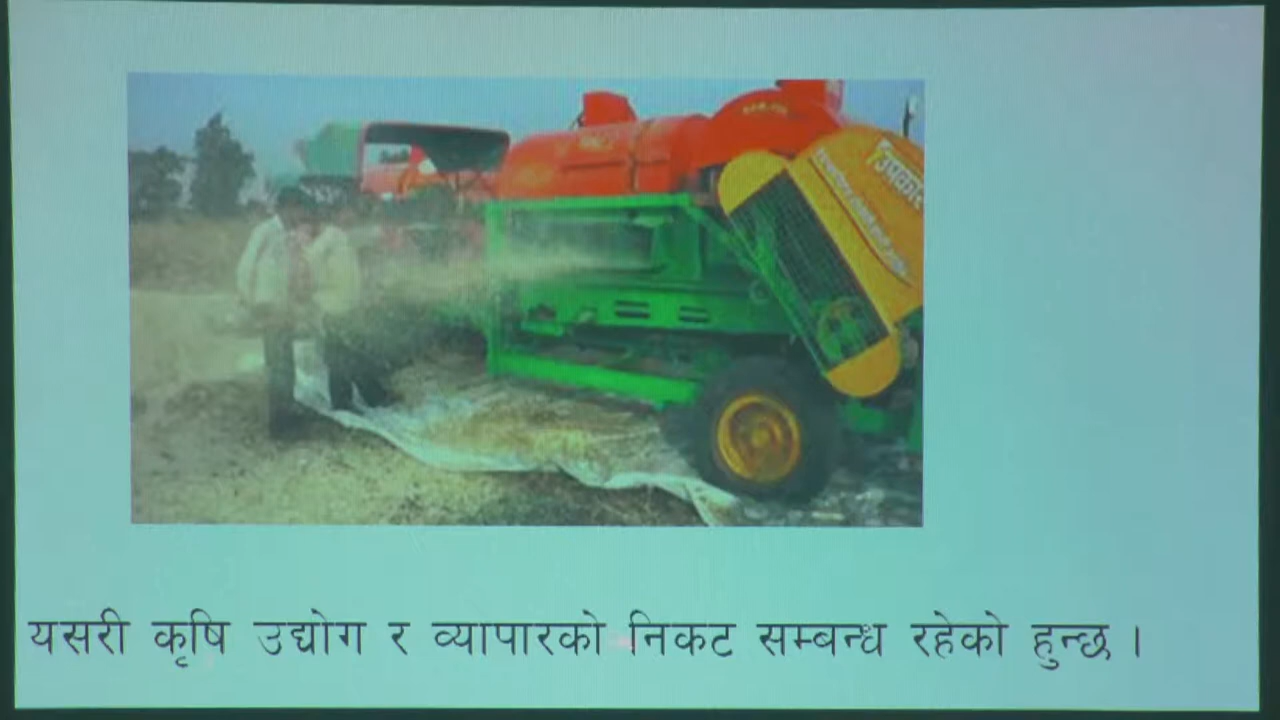 यसरी कृषि उद्योग र व्यापारको निकट सम्बन्ध रहेको हुन्छ ।